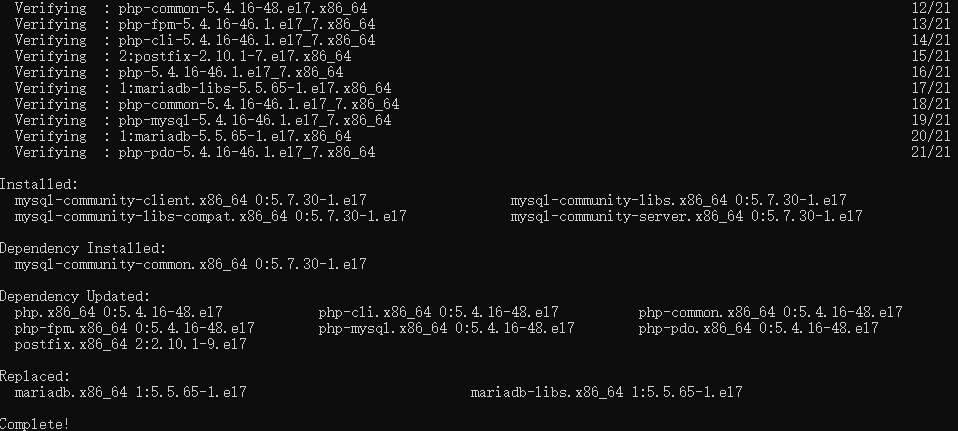 Verifying : php-common-5.4.16-48.el7.x86_64 12/21
Verifying : php-fpm-5.4.16-46.1.el7_7.x86_64 13/21
Verifying : php-cli-5.4.16-46.1.el7_7.x86_64 14/21
Verifying : 2:postfix-2.10.1-7.el7.x86_64 15/21
Verifying : php-5.4.16-46.1.el7_7.x86_64 16/21
Verifying : 1:mariadb-libs-5.5.65-1.el7.x86_64 17/21
Verifying : php-common-5.4.16-46.1.el7_7.x86_64 18/21
Verifying : php-mysql-5.4.16-46.1.el7_7.x86_64 19/21
Verifying : 1:mariadb-5.5.65-1.el7.x86_64 20/21
Verifying : php-pdo-5.4.16-46.1.el7_7.x86_64 21/21
Installed:
mysql-community-client.x86_64 0:5.7.30-1.el7 mysql-community-libs.x86_64 0:5.7.30-1.el7
mysql-community-libs-compat.x86_64 0:5.7.30-1.el7 mysql-community-server.x86_64 0:5.7.30-1.el7
Dependency Installed:
mysql-community-common.x86_64 0:5.7.30-1.el7
Dependency Updated:
php.x86_64 0:5.4.16-48.el7 php-cli.x86_64 0:5.4.16-48.el7 php-common.x86_64 0:5.4.16-48.el7
php-fpm.x86_64 0:5.4.16-48.el7 php-mysql.x86_64 0:5.4.16-48.el7 php-pdo.x86_64 0:5.4.16-48.el7
postfix.x86_64 2:2.10.1-9.el7
Replaced:
mariadb.x86_64 1:5.5.65-1.el7 mariadb-libs.x86_64 1:5.5.65-1.el7
Complete!